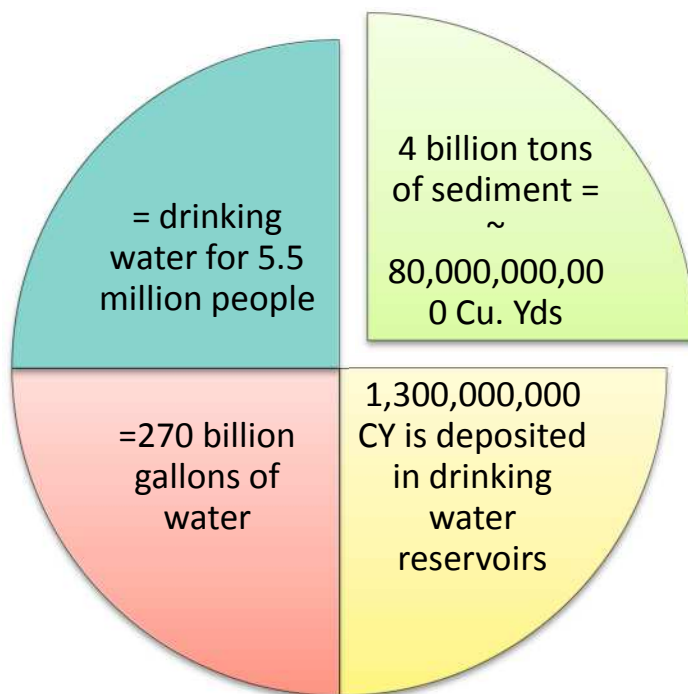 4 billion tons
of sediment =
~
80,000,000,00
0 Cu. Yds
1,300,000,000
CY is deposited
in drinking
water
reservoirs
=270 billion
gallons of
water
= drinking
water for 5.5
million people